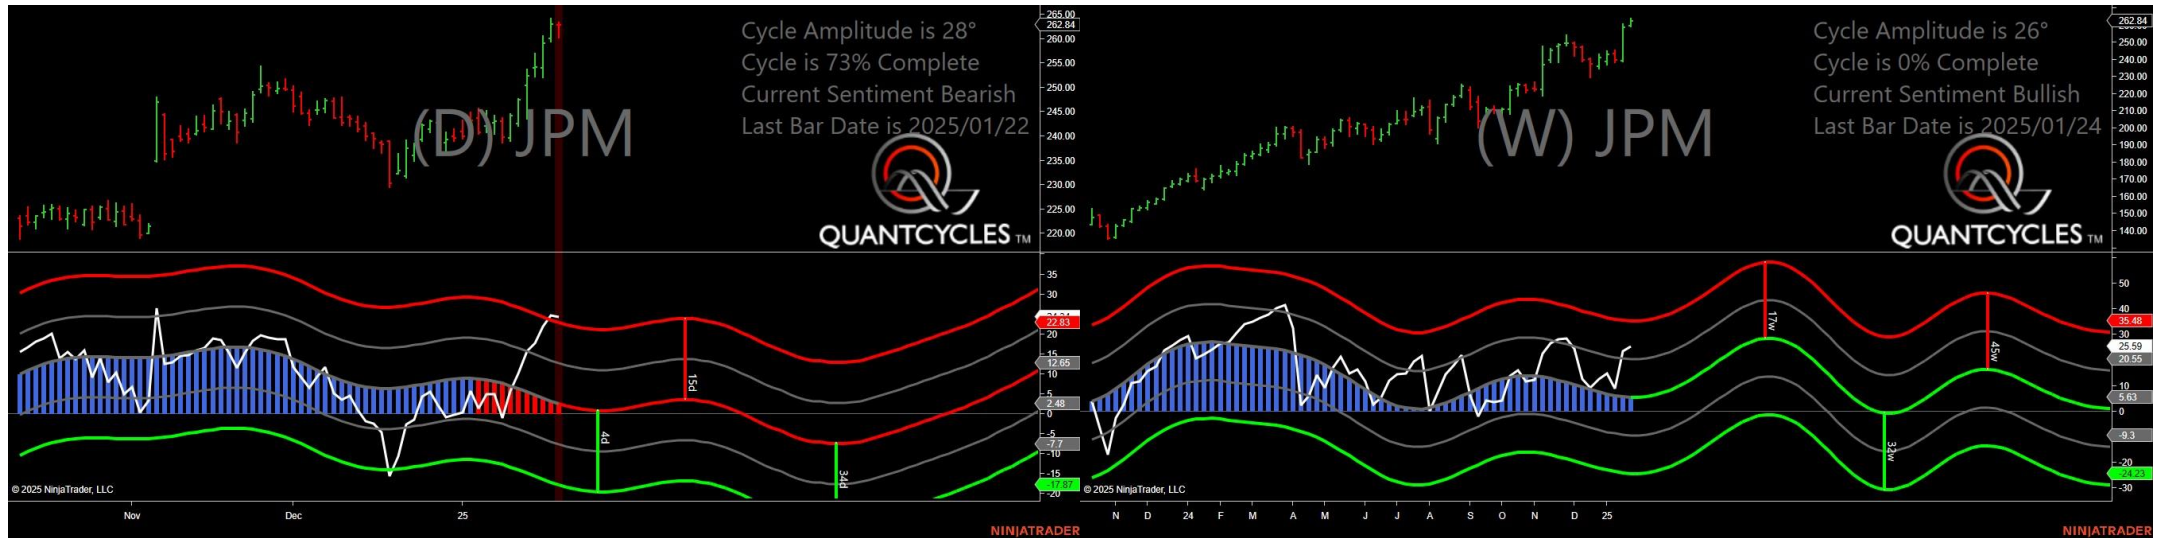 Cycle Amplitude is 28°
Cycle is 73% Complete
Current Sentiment Bearish
Last Bar Date is 2025/01/22
(D) JPM
QUANTCYCLES TM
265.00
262.84
260.00
255.00
250.00
245.00
240.00
235.00
230.00
225.00
220.00
35
30
22.83
20
15
12.65
10
5
2.48
0
-5
-7.7
-10
-15
-17.87
-20
15d
4d
34d
© 2025 NinjaTrader, LLC
Nov
Dec
25
NINJATRADER
Cycle Amplitude is 26°
Cycle is 0% Complete
Current Sentiment Bullish
Last Bar Date is 2025/01/24
(W) JPM
QUANTCYCLES TM
262.84
250.00
240.00
230.00
220.00
210.00
200.00
190.00
180.00
170.00
160.00
150.00
140.00
50
40
35.48
30
25.59
20.55
10
5.63
0
-9.3
-20
-24.23
-30
17w
45w
32w
© 2025 NinjaTrader, LLC
N D 24 F M A M J J A S O N D 25
NINJATRADER